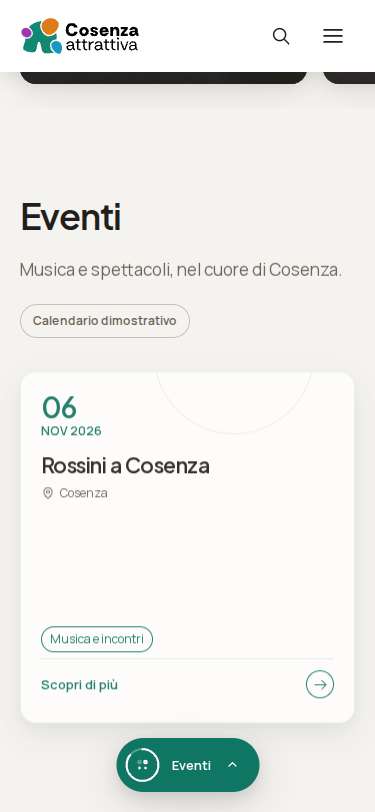 Cosenza
attrattiva
Eventi
Musica e spettacoli, nel cuore di Cosenza.
Calendario dimostrativo
06
NOV 2026
Rossini a Cosenza
Cosenza
Musica e incontri
Scopri di più
Eventi